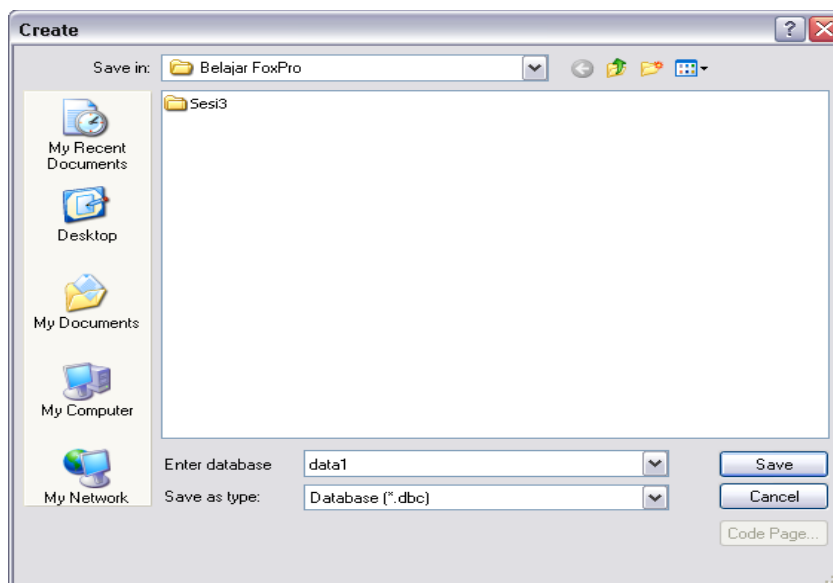 Create
Save in:
Belajar FoxPro
Sesi3
My Recent
Documents
Desktop
My Documents
My Computer
My Network
Enter database
data1
Save
Save as type:
Database (*.dbc)
Cancel
Code Page...